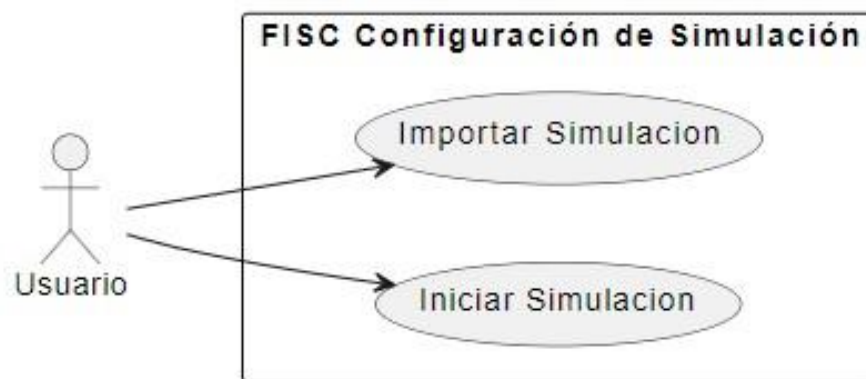 FISC Configuración de Simulación
Importar Simulacion
Usuario
Iniciar Simulacion